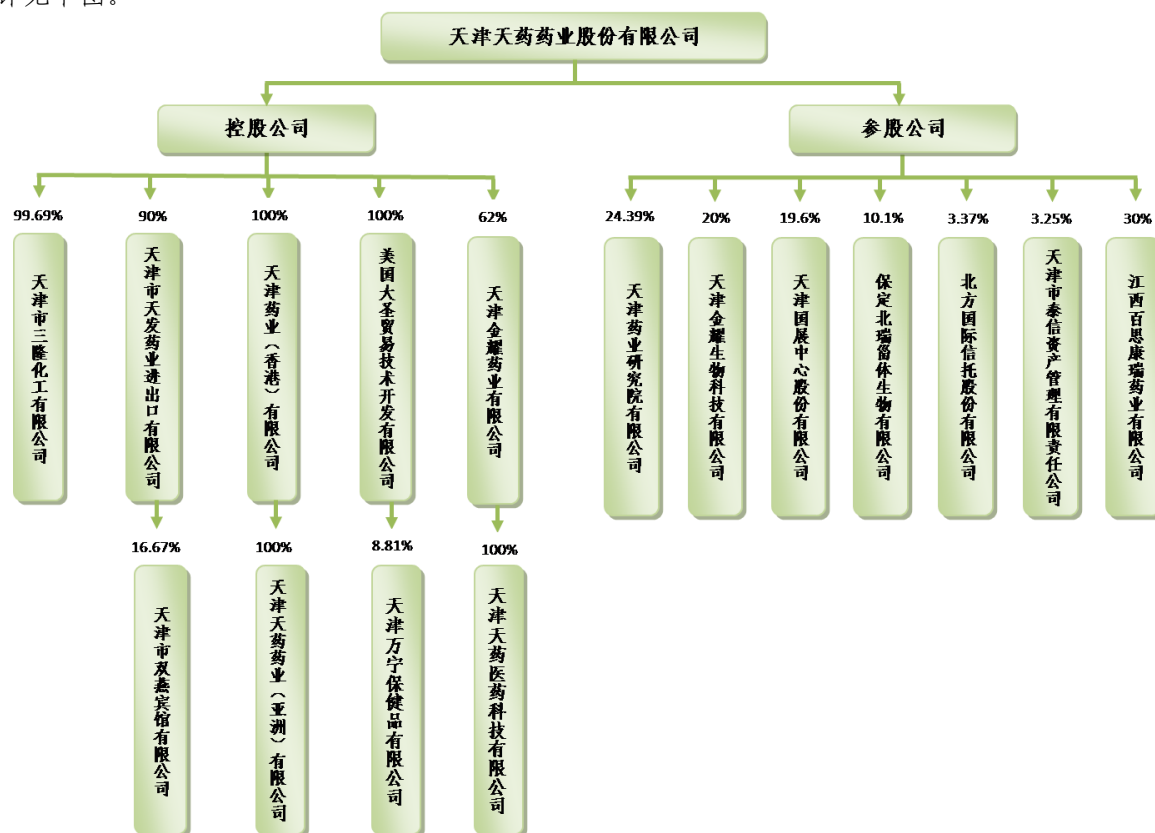 详见下图。
天津天药药业股份有限公司
控股公司
参股公司
99.69%
90%
100%
100%
62%
24.39%
20%
19.6%
10.1%
3.37%
3.25%
30%
天津市三隆化工有限公司
天津市天发药业进出口有限公司
天津药业（香港）有限公司
美国大圣贸易技术开发有限公司
天津金耀药业有限公司
天津药业研究院有限公司
天津金耀生物科技有限公司
天津国展中心股份有限公司
保定北瑞甾体生物有限公司
北方国际信托股份有限公司
天津市泰信资产管理有限责任公司
江西百思康瑞药业有限公司
16.67%
100%
8.81%
100%
天津市双燕宾馆有限公司
天津天药药业（亚洲）有限公司
天津万宁保健品有限公司
天津天药医药科技有限公司